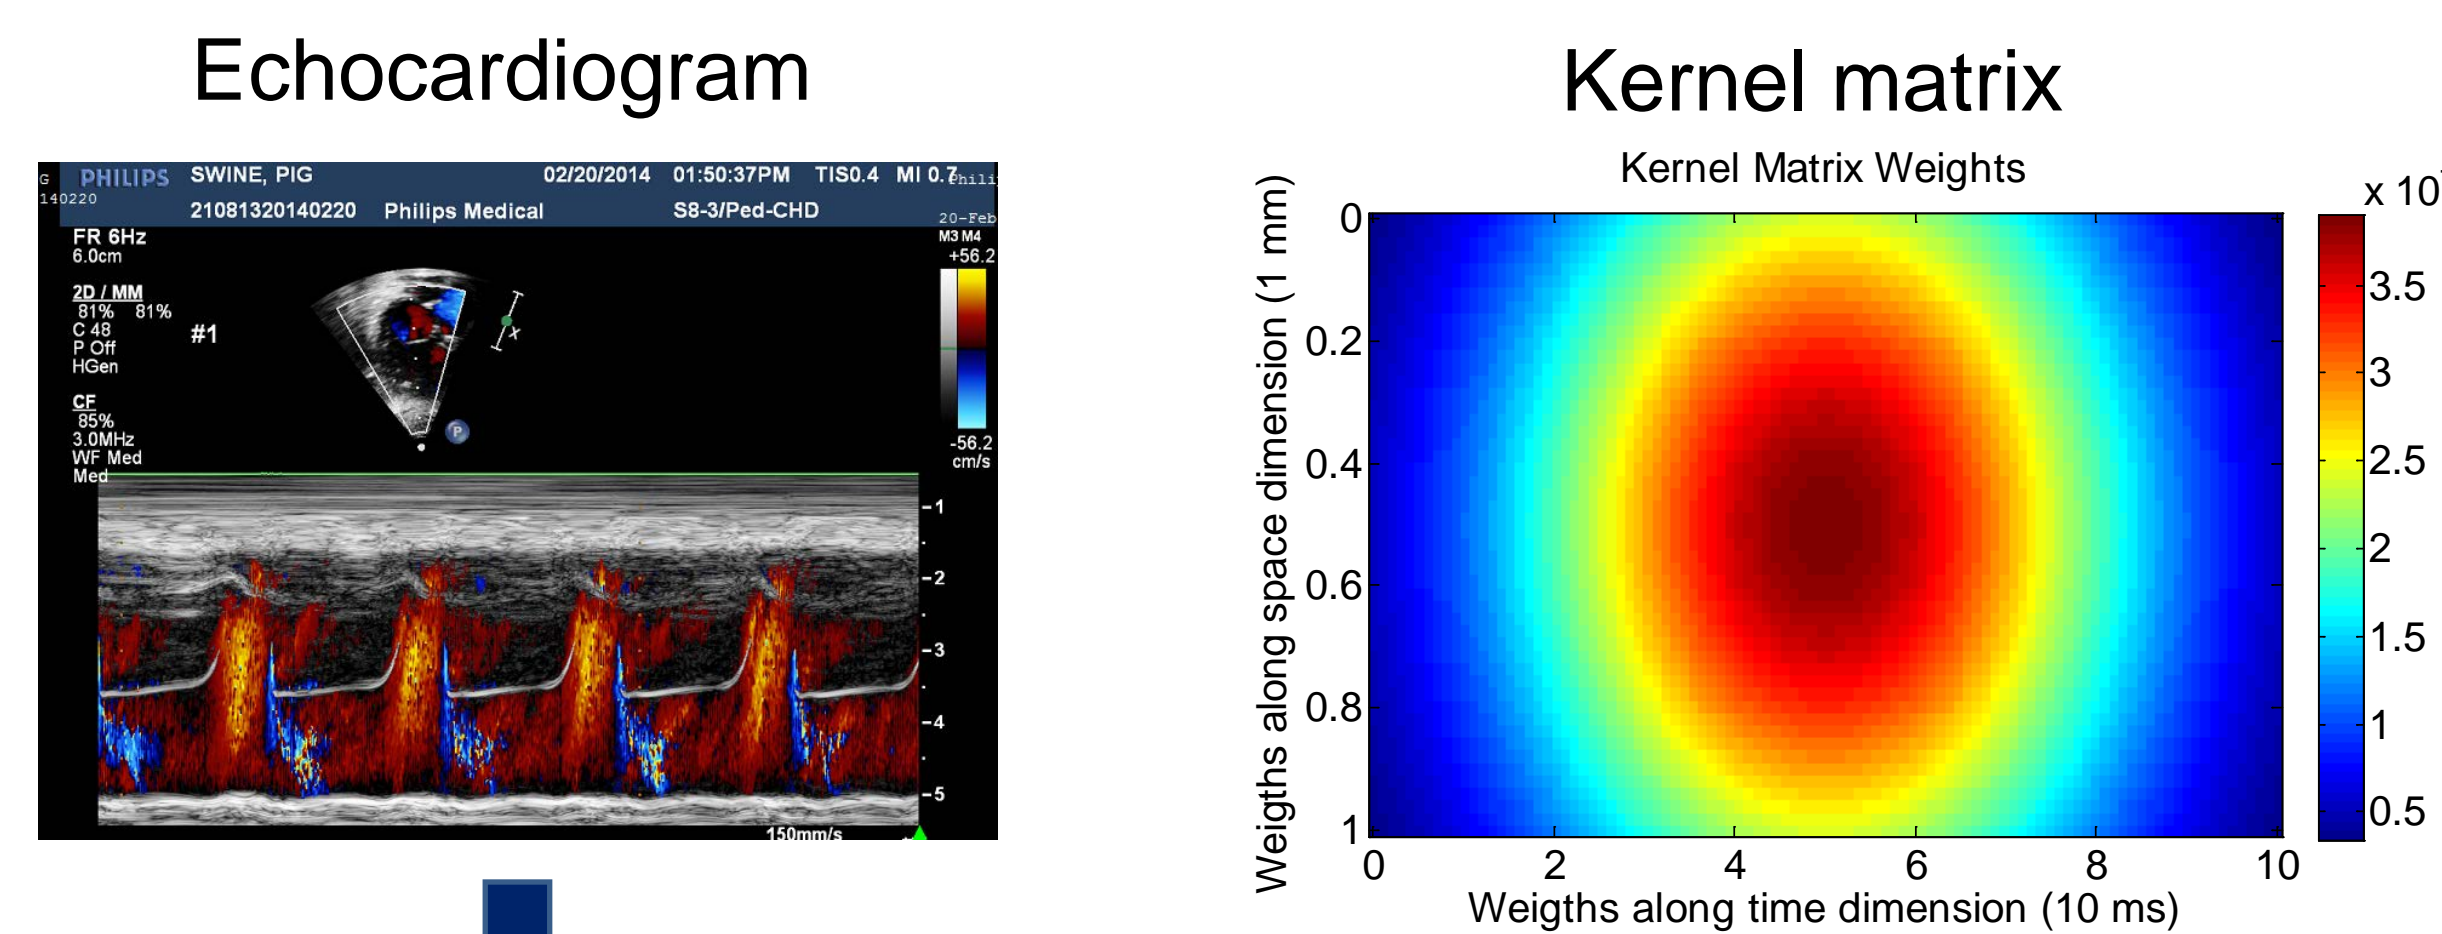 Echocardiogram
G PHILIPS SWINE, PIG 02/20/2014 01:50:37PM TIS0.4 MI 0.7
140220 21081320140220 Philips Medical S8-3/Ped-CHD 20-Feb
FR 6Hz
6.0cm
2D / MM
81% 81%
C 48
P Off
HGen
CF
85%
3.0MHz
WF Med
Med
#1
x
P
M3 M4
+56.2
-56.2
cm/s
-1
-2
-3
-4
-5
150mm/s
Kernel matrix
Kernel Matrix Weights
Weigths along space dimension (1 mm)
0
0.2
0.4
0.6
0.8
1
0 2 4 6 8 10
Weigths along time dimension (10 ms)
x 10
3.5
3
2.5
2
1.5
1
0.5